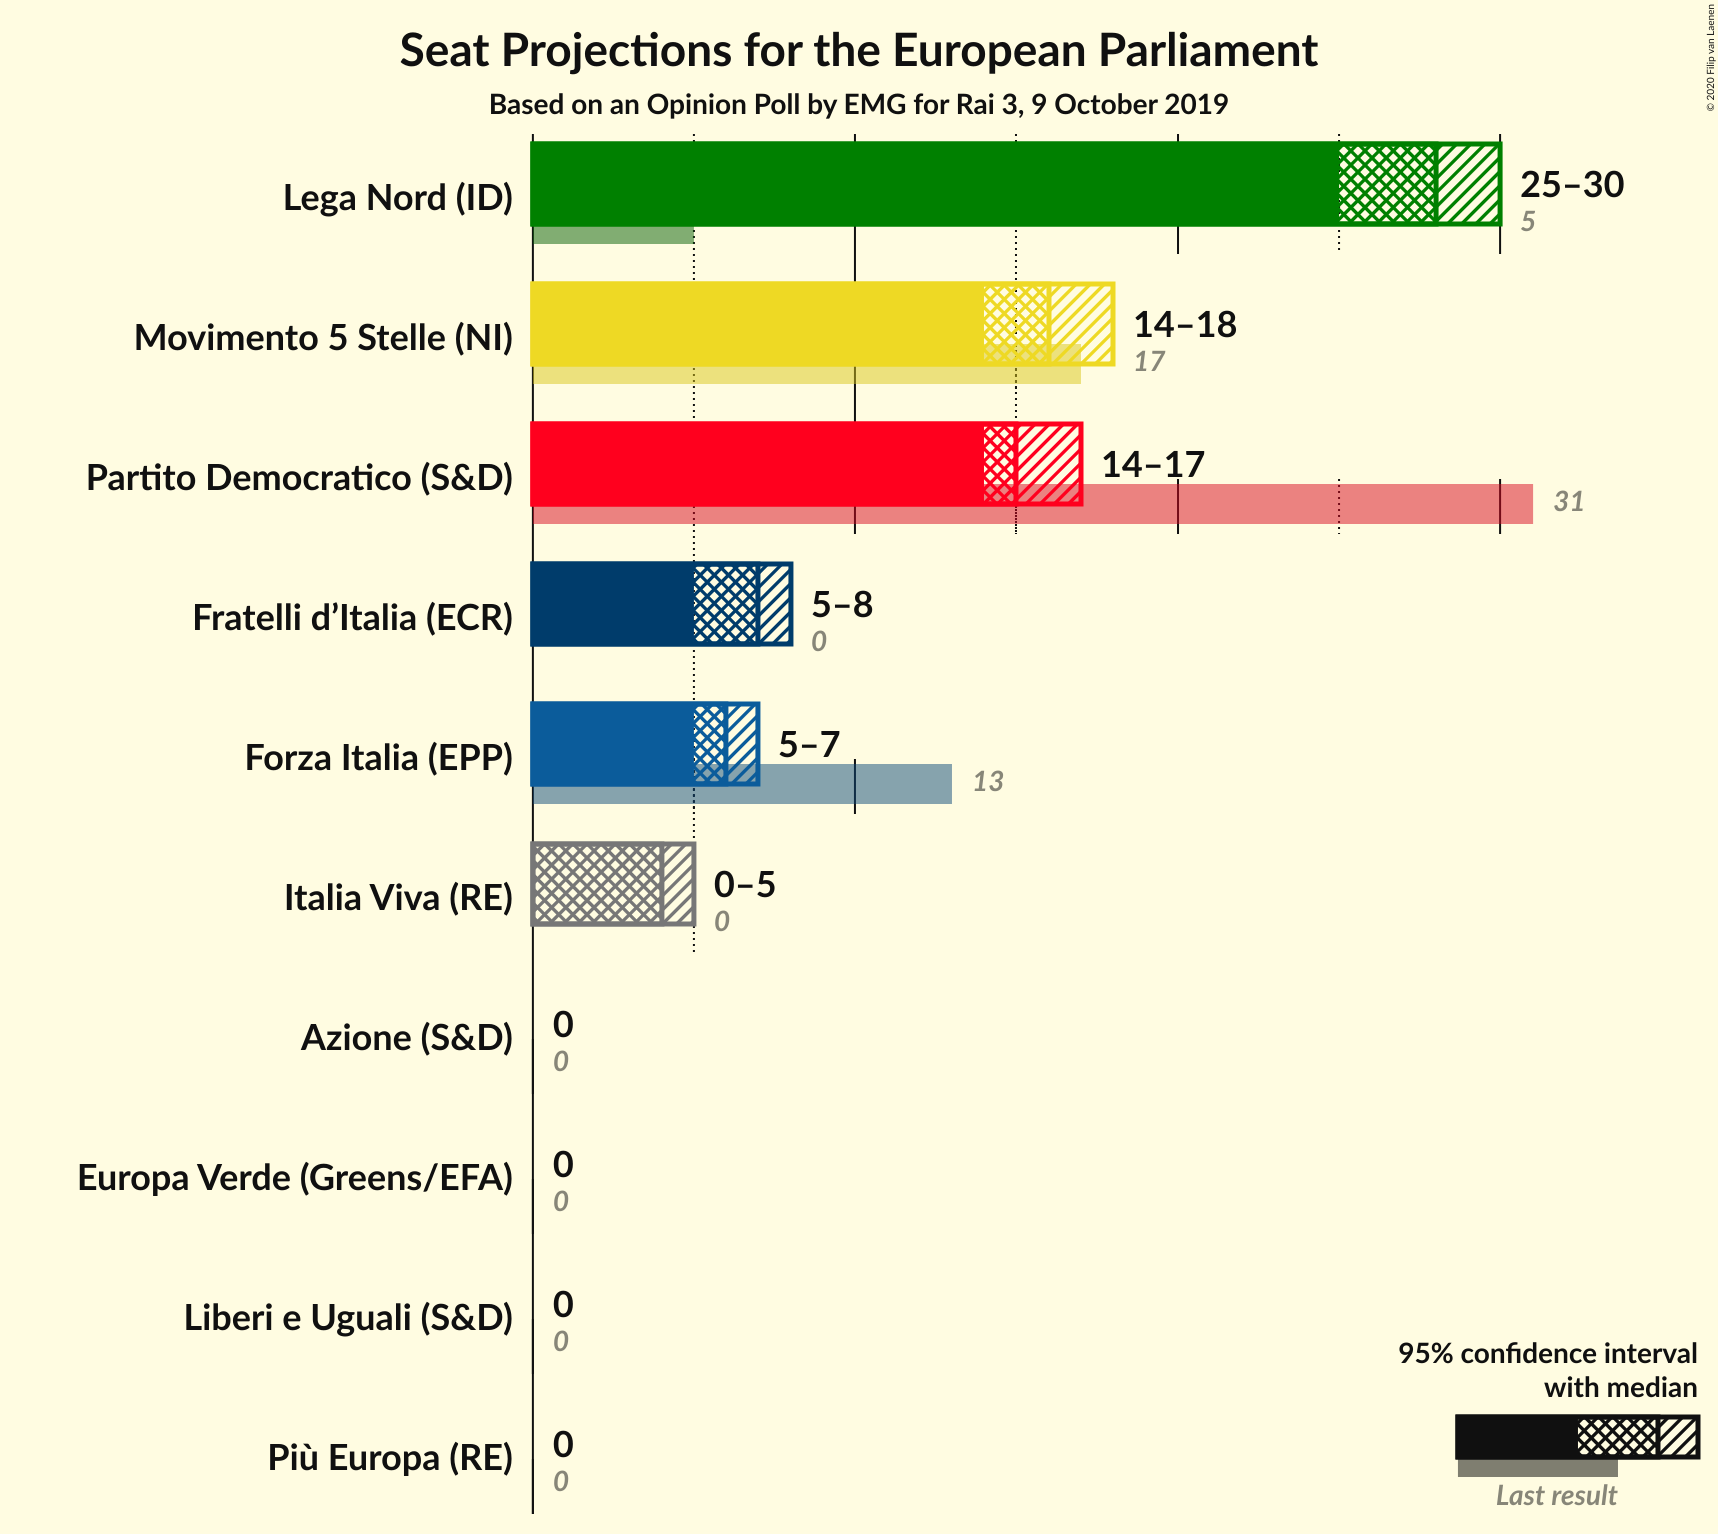 Seat Projections for the European Parliament
Based on an Opinion Poll by EMG for Rai 3, 9 October 2019
© 2020 Filip van Laenen
Lega Nord (ID)
25–30
5
Movimento 5 Stelle (NI)
14–18
17
Partito Democratico (S&D)
14–17
31
Fratelli d’Italia (ECR)
5–8
0
Forza Italia (EPP)
5–7
13
Italia Viva (RE)
0–5
0
Azione (S&D)
0
0
Europa Verde (Greens/EFA)
0
0
Liberi e Uguali (S&D)
0
0
Più Europa (RE)
0
0
95% confidence interval
with median
Last result